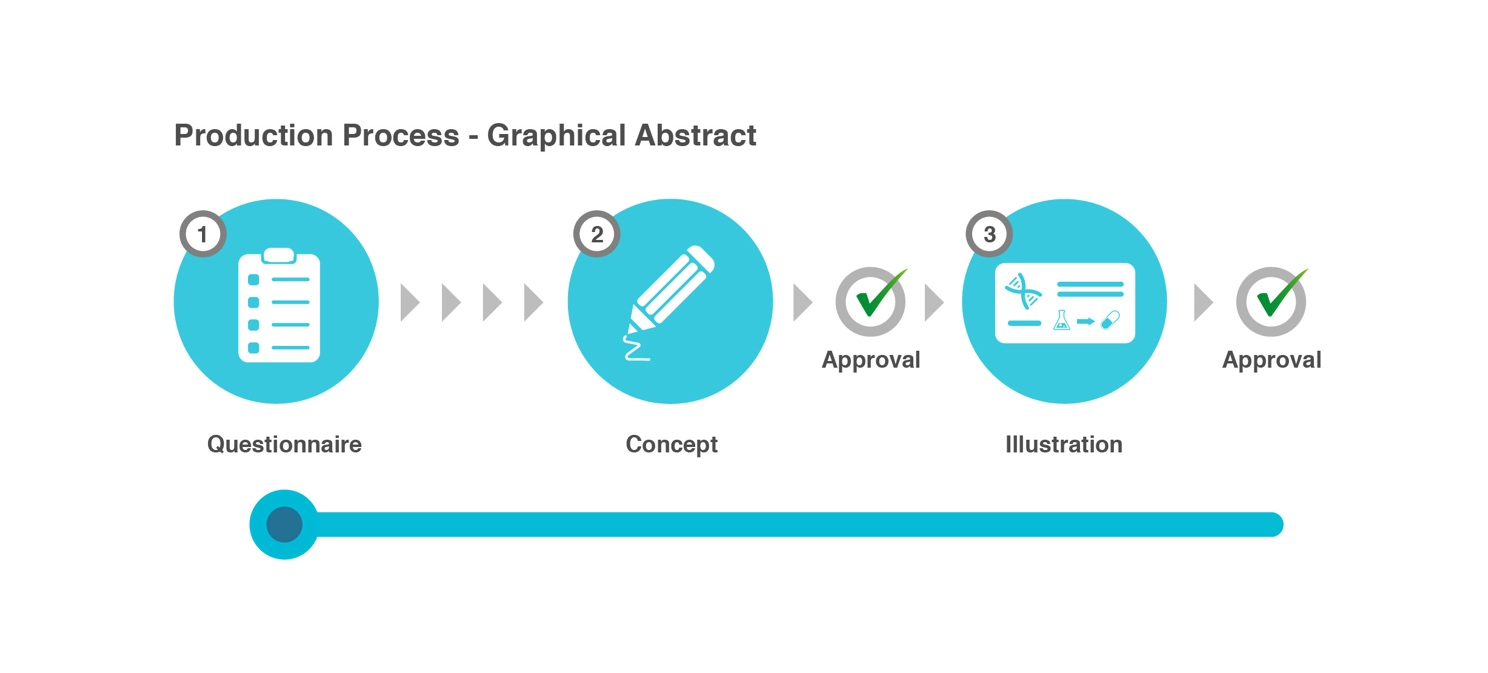 Production Process - Graphical Abstract
1
2
3
Approval
Approval
Questionnaire
Concept
Illustration